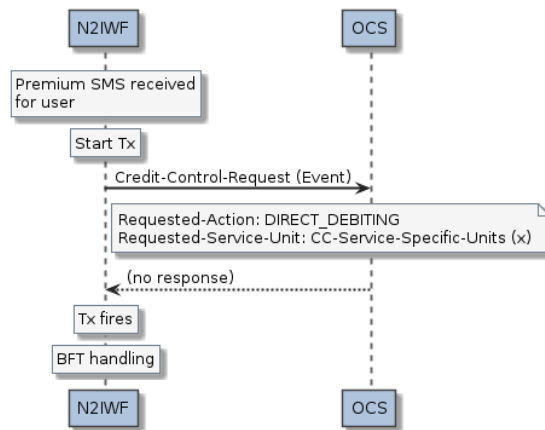 N2IWF OCS
Premium SMS received
for user
Start Tx
Credit-Control-Request (Event)
Requested-Action: DIRECT_DEBITING
Requested-Service-Unit: CC-Service-Specific-Units (x)
(no response)
Tx fires
BFT handling
N2IWF OCS